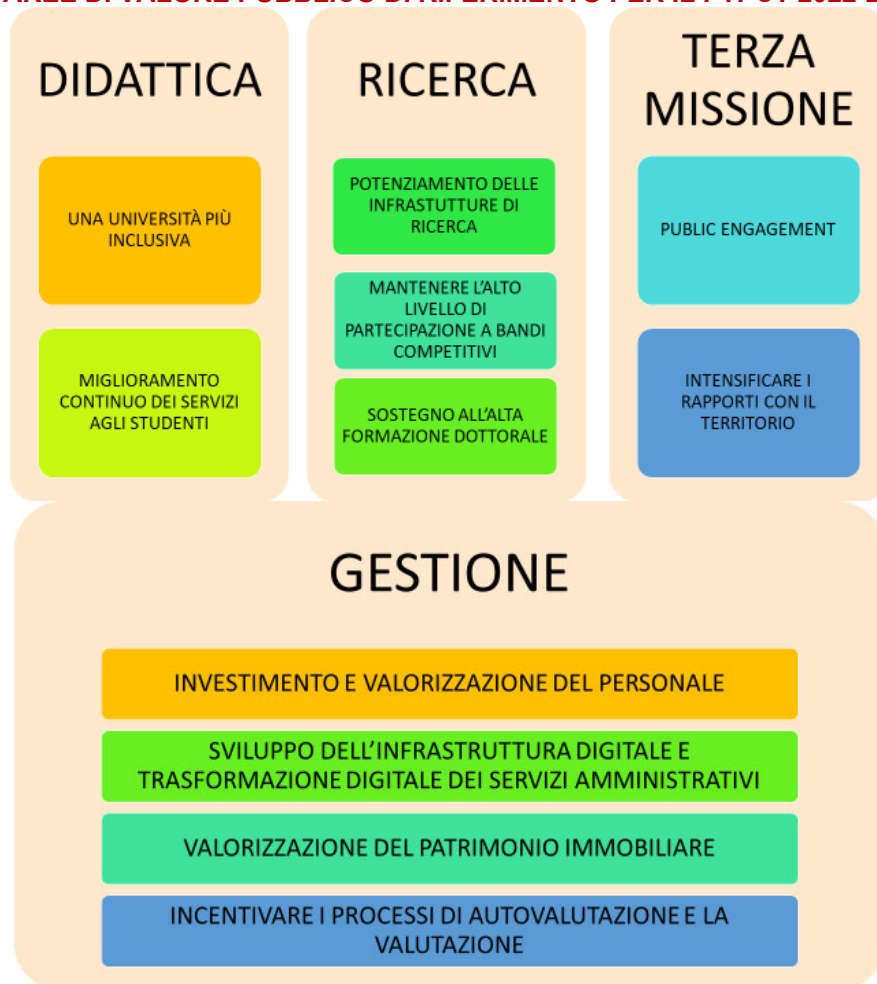 DIDATTICA
UNA UNIVERSITÀ PIÙ
INCLUSIVA
MIGLIORAMENTO
CONTINUO DEI SERVIZI
AGLI STUDENTI
RICERCA
POTENZIAMENTO DELLE
INFRASTUTTURE DI
RICERCA
MANTENERE L'ALTO
LIVELLO DI
PARTECIPAZIONE A BANDI
COMPETITIVI
SOSTEGNO ALL'ALTA
FORMAZIONE DOTTORALE
TERZA
MISSIONE
PUBLIC ENGAGEMENT
INTENSIFICARE I
RAPPORTI CON IL
TERRITORIO
GESTIONE
INVESTIMENTO E VALORIZZAZIONE DEL PERSONALE
SVILUPPO DELL'INFRASTRUTTURA DIGITALE E
TRASFORMAZIONE DIGITALE DEI SERVIZI AMMINISTRATIVI
VALORIZZAZIONE DEL PATRIMONIO IMMOBILIARE
INCENTIVARE I PROCESSI DI AUTOVALUTAZIONE E LA
VALUTAZIONE